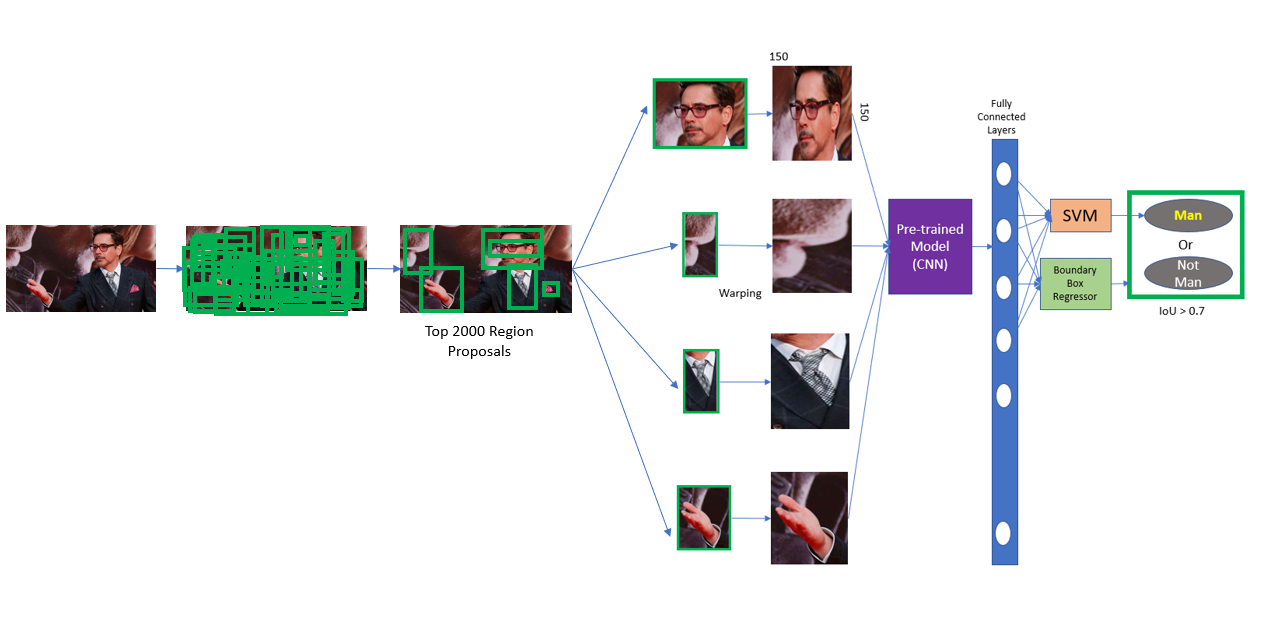 150
150
Fully
Connected
Layers
Pre-trained
Model
(CNN)
SVM
Man
Or
Not
Man
Boundary
Box
Regressor
IoU > 0.7
Warping
Top 2000 Region
Proposals